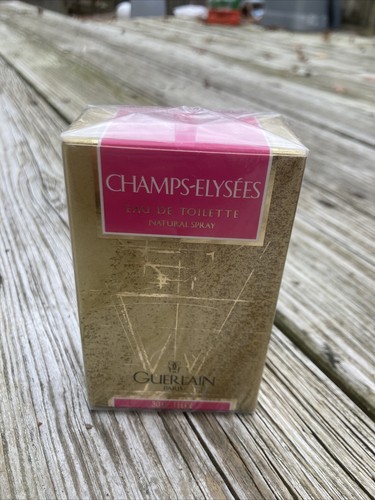 CHAMPS-ELYSÉES
EAU DE TOILETTE
NATURAL SPRAY
GUERLAIN
PARIS